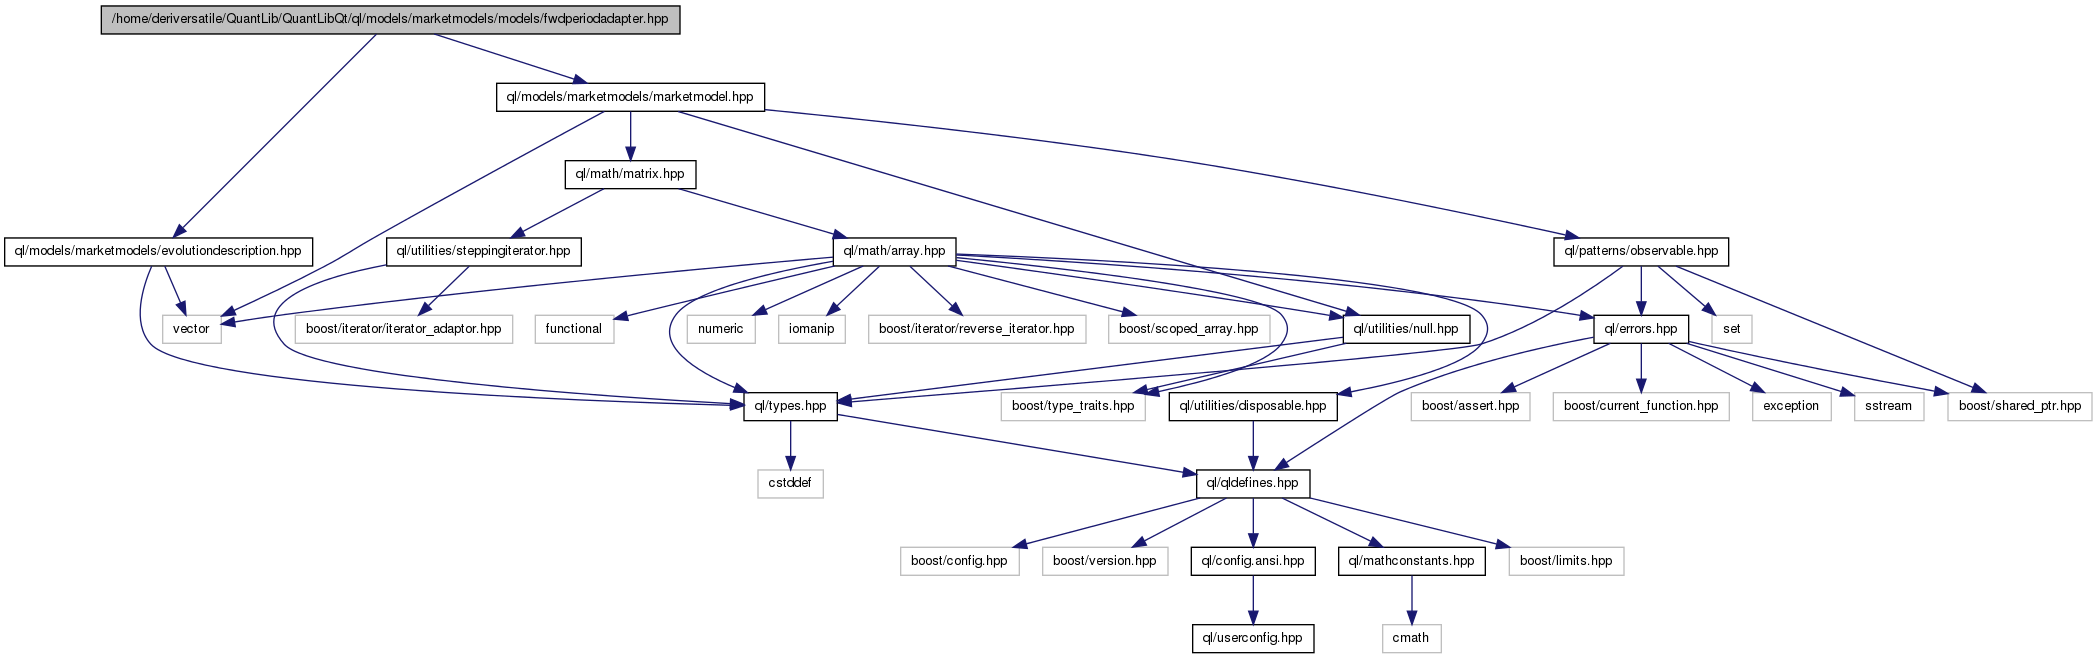 /home/deriversatile/QuantLib/QuantLibQt/ql/models/marketmodels/models/fwdperiodadapter.hpp
ql/models/marketmodels/marketmodel.hpp
ql/math/matrix.hpp
ql/models/marketmodels/evolutiondescription.hpp
ql/utilities/steppingiterator.hpp
ql/math/array.hpp
ql/patterns/observable.hpp
vector
boost/iterator/iterator_adaptor.hpp
functional
numeric
iomanip
boost/iterator/reverse_iterator.hpp
boost/scoped_array.hpp
ql/utilities/null.hpp
ql/errors.hpp
set
ql/types.hpp
boost/type_traits.hpp
ql/utilities/disposable.hpp
boost/assert.hpp
boost/current_function.hpp
exception
sstream
boost/shared_ptr.hpp
cstddef
ql/qldefines.hpp
boost/config.hpp
boost/version.hpp
ql/config.ansi.hpp
ql/mathconstants.hpp
boost/limits.hpp
ql/userconfig.hpp
cmath